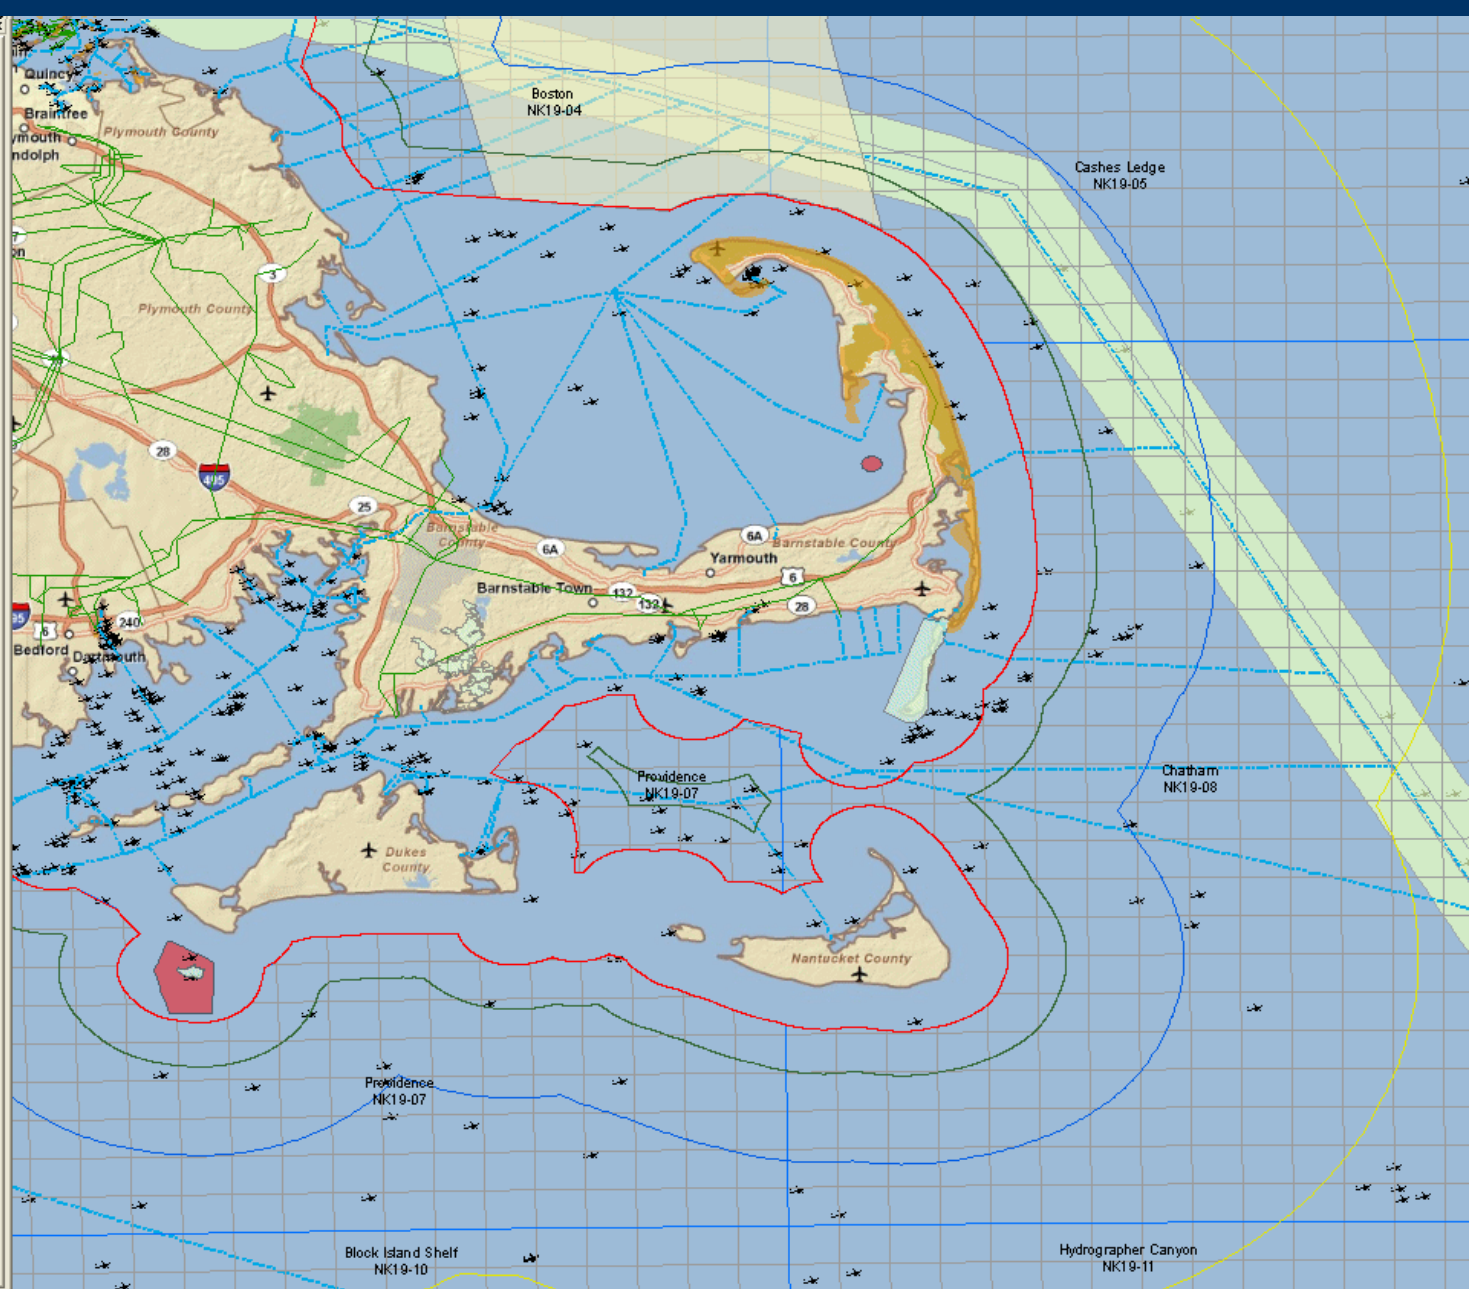 Quincy
Braintree
ymouth
ndolph
Plymouth County
Boston
NK19-04
Cashes Ledge
NK19-05
7
on
3
Plymouth County
28
495
25
Barnstable
County
6A
6A
Barnstable County
Yarmouth
Barnstable Town
132
132
6
28
95
6
240
Bedford
Dartmouth
Providence
NK19-07
Chatham
NK19-08
Dukes
County
Nantucket County
Providence
NK19-07
Block Island Shelf
NK19-10
Hydrographer Canyon
NK19-11